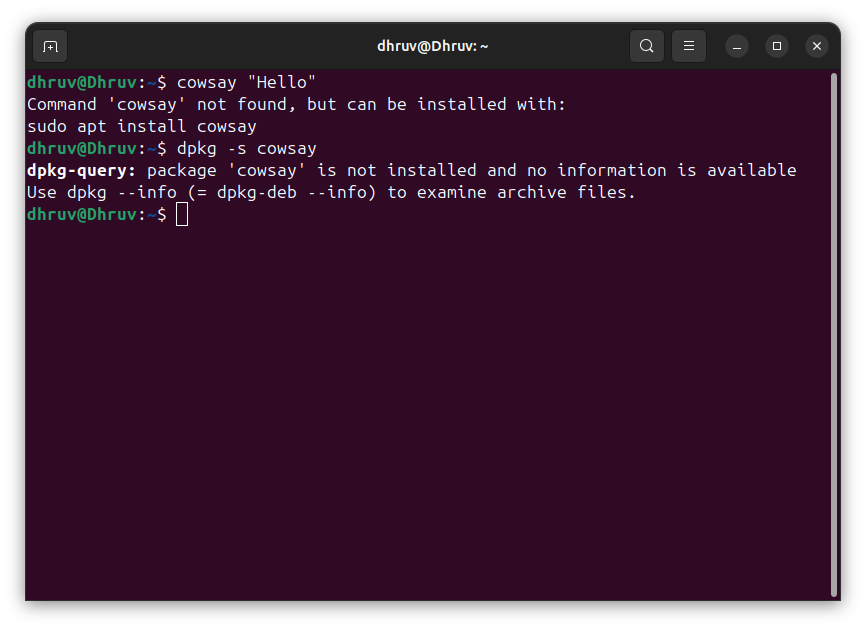 dhruv@Dhruv: ~
dhruv@Dhruv:~$ cowsay "Hello"
Command 'cowsay' not found, but can be installed with:
sudo apt install cowsay
dhruv@Dhruv:~$ dpkg -s cowsay
dpkg-query: package 'cowsay' is not installed and no information is available
Use dpkg --info (= dpkg-deb --info) to examine archive files.
dhruv@Dhruv:~$